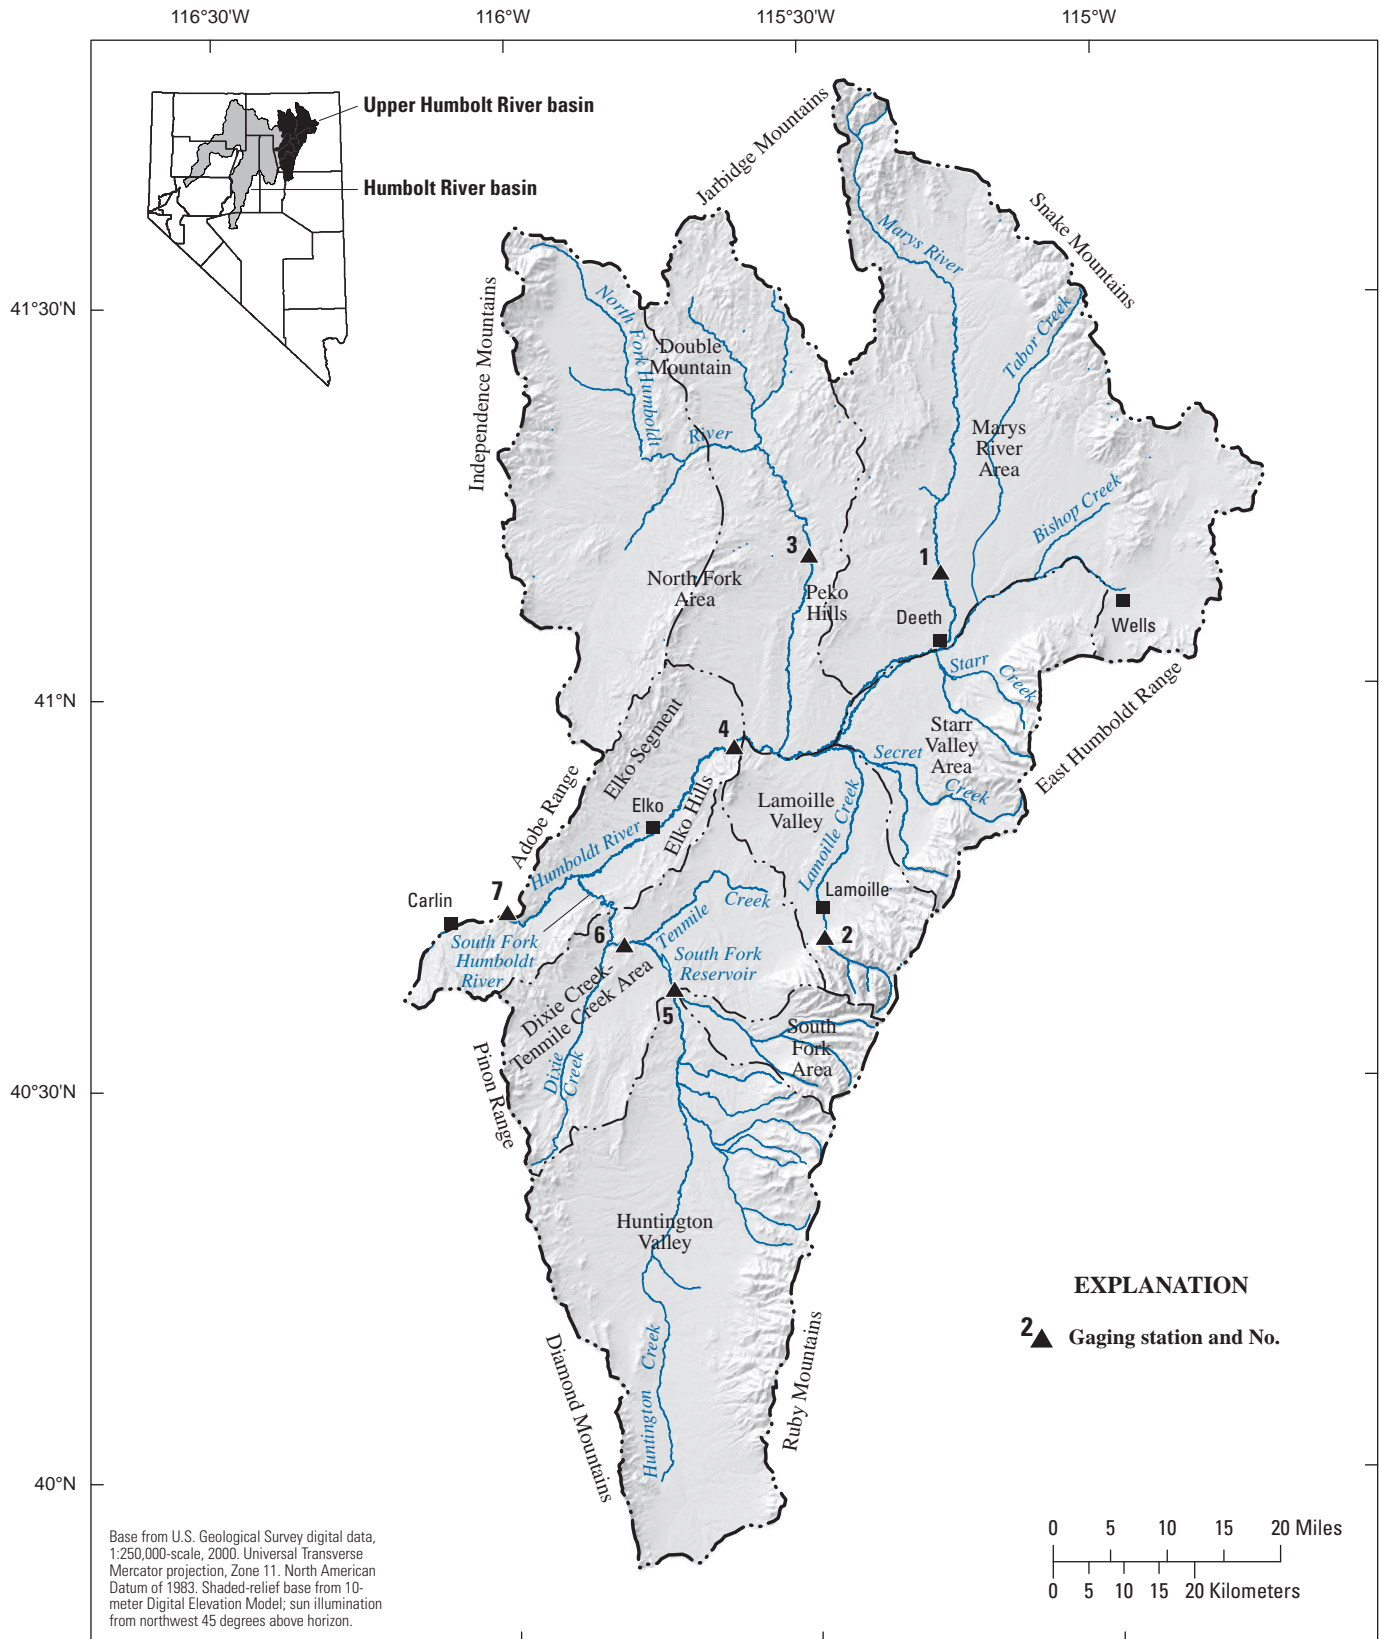 116°30'W
116°W
115°30'W
115°W
41°30'N
41°N
40°30'N
40°N
Upper Humbolt River basin
Humbolt River basin
Jarbidge Mountains
Snake Mountains
Independence Mountains
Marys River
Tabor Creek
North Fork Humboldt
River
Double
Mountain
Marys
River
Area
Bishop Creek
3
1
North Fork
Area
Peko
Hills
Deeth
Wells
Starr
Creek
Starr
Valley
Area
East Humboldt Range
Elko Segment
4
Secret
Creek
Adobe Range
Elko
Elko Hills
Lamoille
Valley
Lamoille Creek
Humboldt River
Carlin
7
Lamoille
2
South Fork
Humboldt
River
6
Tenmile
Creek
South Fork
Reservoir
Dixie Creek-
Tenmile Creek Area
5
South
Fork
Area
Dixie
Creek
Pinon Range
Huntington
Valley
Huntington Creek
Diamond Mountains
Ruby Mountains
EXPLANATION
2
Gaging station and No.
0 5 10 15 20 Miles
0 5 10 15 20 Kilometers
Base from U.S. Geological Survey digital data,
1:250,000-scale, 2000. Universal Transverse
Mercator projection, Zone 11. North American
Datum of 1983. Shaded-relief base from 10-
meter Digital Elevation Model; sun illumination
from northwest 45 degrees above horizon.